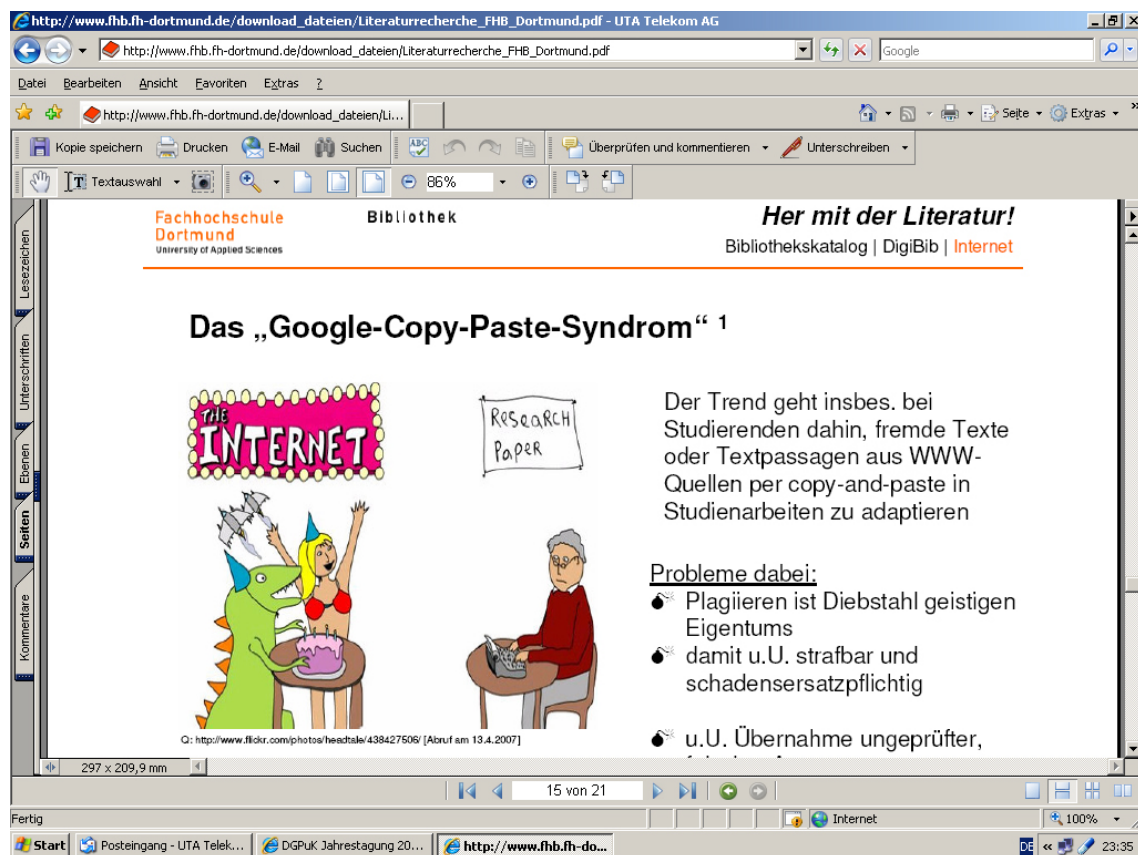 http://www.fhb.fh-dortmund.de/download_dateien/Literaturrecherche_FHB_Dortmund.pdf - UTA Telekom AG
http://www.fhb.fh-dortmund.de/download_dateien/Literaturrecherche_FHB_Dortmund.pdf
Google
Datei Bearbeiten Ansicht Favoriten Extras ?
http://www.fhb.fh-dortmund.de/download_dateien/Li...
Seite Extras
Kopie speichern Drucken E-Mail Suchen Überprüfen und kommentieren Unterschreiben
Textauswahl 86%
Lesezeichen
Unterschriften
Ebenen
Seiten
Kommentare
Fachhochschule
Dortmund
University of Applied Sciences
Bibliothek
Her mit der Literatur!
Bibliothekskatalog | DigiBib | Internet
Das „Google-Copy-Paste-Syndrom“ 1
THE
INTERNET
ReSeaRCH
PaPeR
Der Trend geht insbes. bei
Studierenden dahin, fremde Texte
oder Textpassagen aus WWW-
Quellen per copy-and-paste in
Studienarbeiten zu adaptieren
Probleme dabei:
Plagiieren ist Diebstahl geistigen
Eigentums
damit u.U. strafbar und
schadensersatzpflichtig
u.U. Übernahme ungeprüfter,
Q: http://www.flickr.com/photos/headtale/438427506/ [Abruf am 13.4.2007]
297 x 209,9 mm
15 von 21
Fertig
Internet
100%
Start
Posteingang - UTA Telek...
DGPuK Jahrestagung 20...
http://www.fhb.fh-do...
DE
23:35